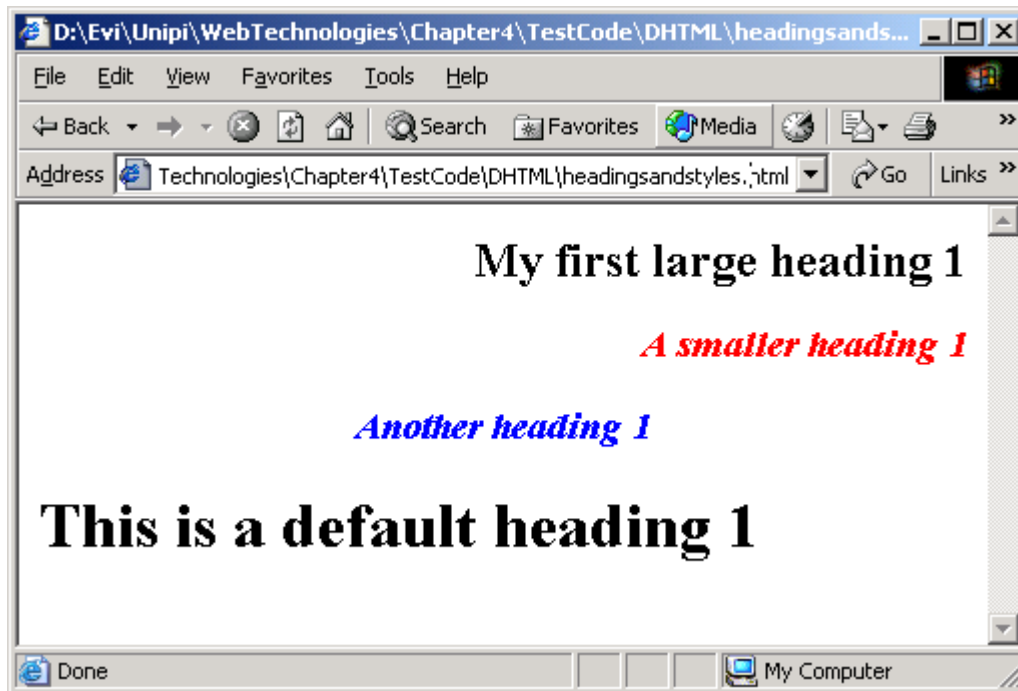 D:\Evi\Unipi\WebTechnologies\Chapter4\TestCode\DHTML\headingsands...
File Edit View Favorites Tools Help
Back Search Favorites Media »
Address Technologies\Chapter4\TestCode\DHTML\headingsandstyles.html Go Links »
My first large heading 1
A smaller heading 1
Another heading 1
This is a default heading 1
Done My Computer